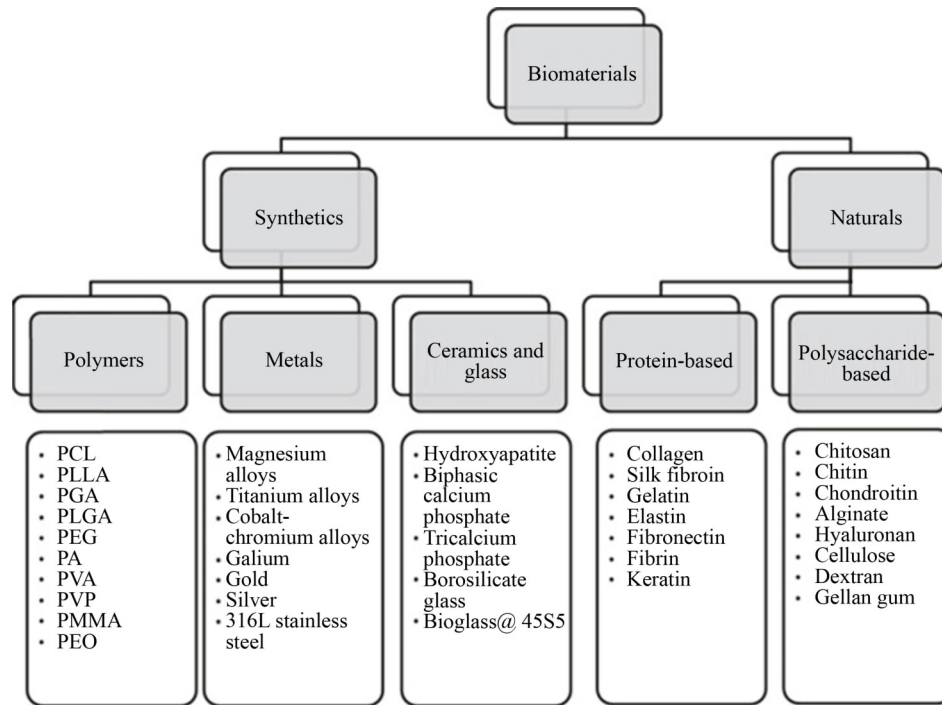 Biomaterials
Synthetics
Naturals
Polymers
Metals
Ceramics and
glass
Protein-based
Polysaccharide-
based
• PCL
• PLLA
• PGA
• PLGA
• PEG
• PA
• PVA
• PVP
• PMMA
• PEO
• Magnesium
alloys
• Titanium alloys
• Cobalt-
chromium alloys
• Galium
• Gold
• Silver
• 316L stainless
steel
• Hydroxyapatite
• Biphasic
calcium
phosphate
• Tricalcium
phosphate
• Borosilicate
glass
• Bioglass@ 45S5
• Collagen
• Silk fibroin
• Gelatin
• Elastin
• Fibronectin
• Fibrin
• Keratin
• Chitosan
• Chitin
• Chondroitin
• Alginate
• Hyaluronan
• Cellulose
• Dextran
• Gellan gum